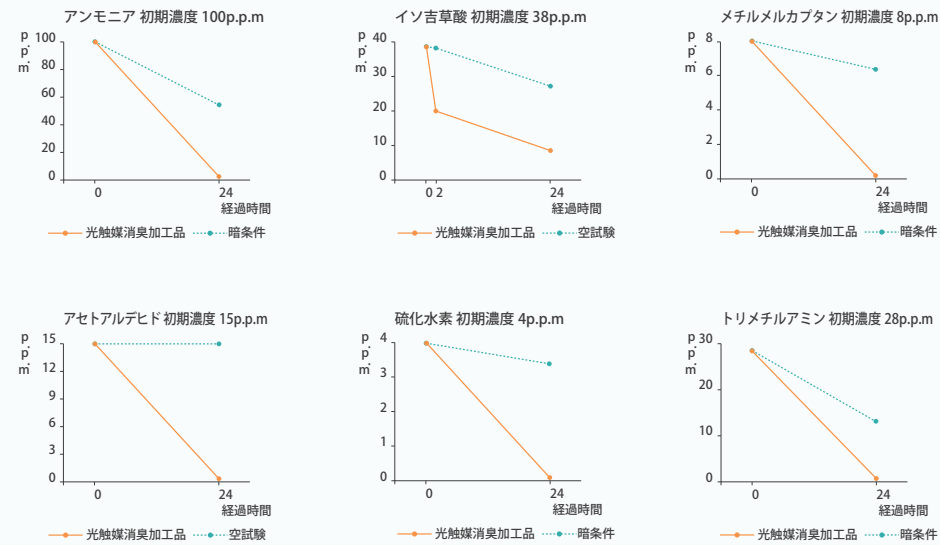 アンモニア 初期濃度 100p.p.m
p.p.m.
100
80
60
40
20
0
0 24
経過時間
光触媒消臭加工品 暗条件
イソ吉草酸 初期濃度 38p.p.m
p.p.m.
40
30
20
10
0
0 2 24
経過時間
光触媒消臭加工品 空試験
メチルメルカプタン 初期濃度 8p.p.m
p.p.m.
8
6
4
2
0
0 24
経過時間
光触媒消臭加工品 暗条件
アセトアルデヒド 初期濃度 15p.p.m
p.p.m.
15
12
9
6
3
0
0 24
経過時間
光触媒消臭加工品 空試験
硫化水素 初期濃度 4p.p.m
p.p.m.
4
3
2
1
0
0 24
経過時間
光触媒消臭加工品 暗条件
トリメチルアミン 初期濃度 28p.p.m
p.p.m.
30
20
10
0
0 24
経過時間
光触媒消臭加工品 暗条件